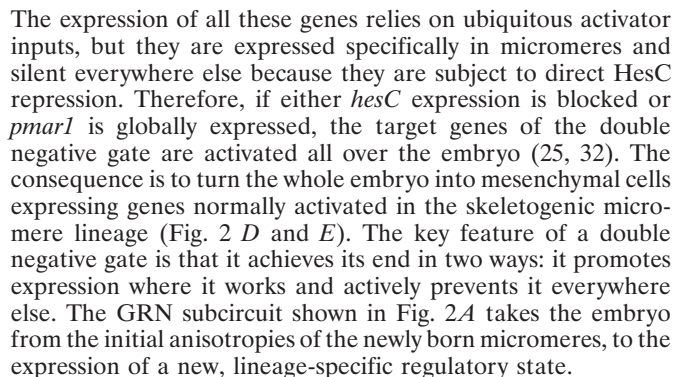 The expression of all these genes relies on ubiquitous activator
inputs, but they are expressed specifically in micromeres and
silent everywhere else because they are subject to direct HesC
repression. Therefore, if either hesC expression is blocked or
pmar1 is globally expressed, the target genes of the double
negative gate are activated all over the embryo (25, 32). The
consequence is to turn the whole embryo into mesenchymal cells
expressing genes normally activated in the skeletogenic micro-
mere lineage (Fig. 2 D and E). The key feature of a double
negative gate is that it achieves its end in two ways: it promotes
expression where it works and actively prevents it everywhere
else. The GRN subcircuit shown in Fig. 2A takes the embryo
from the initial anisotropies of the newly born micromeres, to the
expression of a new, lineage-specific regulatory state.